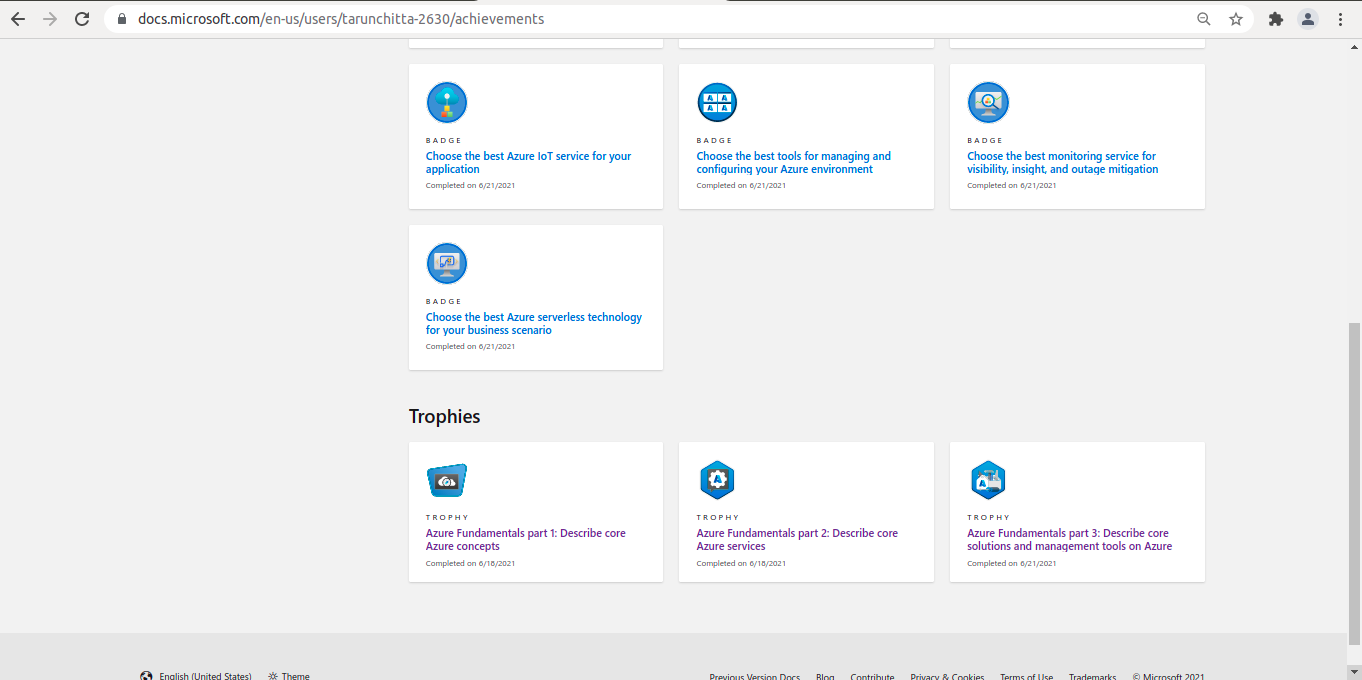 docs.microsoft.com/en-us/users/tarunchitta-2630/achievements
BADGE
Choose the best Azure IoT service for your
application
Completed on 6/21/2021
BADGE
Choose the best tools for managing and
configuring your Azure environment
Completed on 6/21/2021
BADGE
Choose the best monitoring service for
visibility, insight, and outage mitigation
Completed on 6/21/2021
BADGE
Choose the best Azure serverless technology
for your business scenario
Completed on 6/21/2021
Trophies
TROPHY
Azure Fundamentals part 1: Describe core
Azure concepts
Completed on 6/16/2021
TROPHY
Azure Fundamentals part 2: Describe core
Azure services
Completed on 6/18/2021
TROPHY
Azure Fundamentals part 3: Describe core
solutions and management tools on Azure
Completed on 6/21/2021
English (United States) Theme
Previous Version Docs Blog Contribute Privacy & Cookies Terms of Use Trademarks © Microsoft 2021